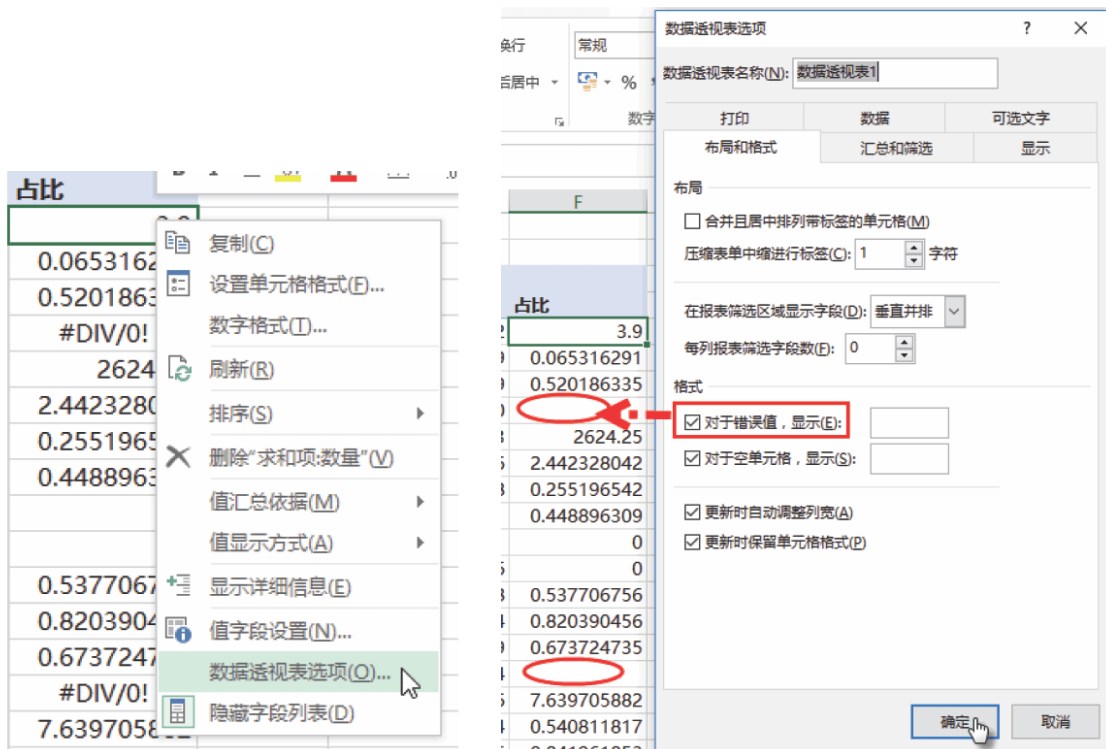 占比
0.065316
0.520186
#DIV/0!
2624
2.442328
0.255196
0.448896
0.537706
0.820390
0.673724
#DIV/0!
7.639705
复制(C)
设置单元格格式(F)...
数字格式(T)...
刷新(R)
排序(S)
删除"求和项:数量"(V)
值汇总依据(M)
值显示方式(A)
显示详细信息(E)
值字段设置(N)...
数据透视表选项(O)...
隐藏字段列表(D)
换行
常规
后居中
%
数字
F
占比
3.9
0.065316291
0.520186335
2624.25
2.442328042
0.255196542
0.448896309
0
0
0.537706756
0.820390456
0.673724735
7.639705882
0.540811817
数据透视表选项
? ×
数据透视表名称(N): 数据透视表1
打印 数据 可选文字
布局和格式 汇总和筛选 显示
布局
合并且居中排列带标签的单元格(M)
压缩表单中缩进行标签(C): 1 字符
在报表筛选区域显示字段(D): 垂直并排
每列报表筛选字段数(F): 0
格式
对于错误值，显示(E):
对于空单元格，显示(S):
更新时自动调整列宽(A)
更新时保留单元格格式(P)
确定 取消